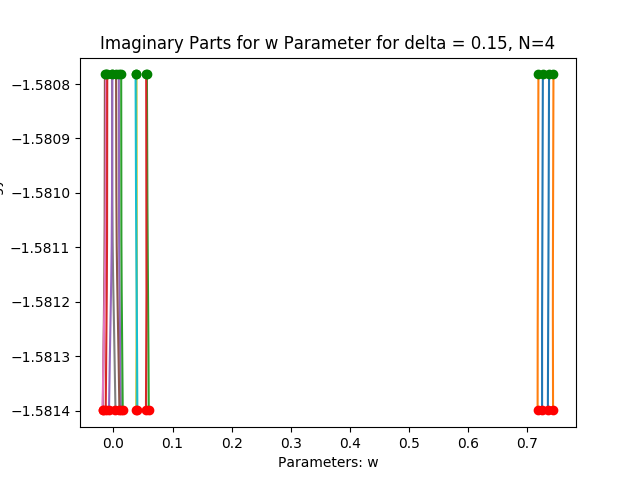 Imaginary Parts for w Parameter for delta = 0.15, N=4
−1.5808
−1.5809
−1.5810
−1.5811
−1.5812
−1.5813
−1.5814
0.0 0.1 0.2 0.3 0.4 0.5 0.6 0.7
Parameters: w